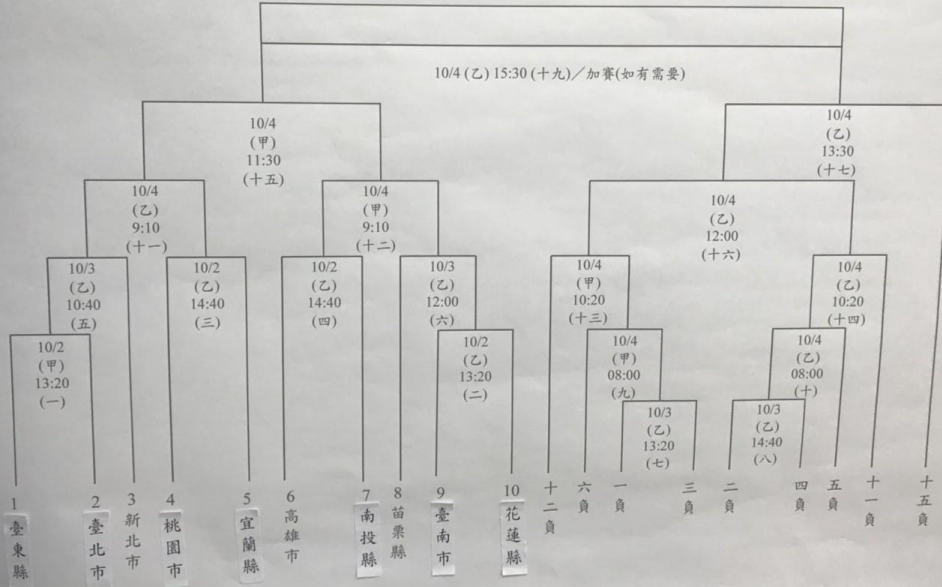 10/4 (乙) 15:30 (十九)／加賽(如有需要)
10/4
(甲)
11:30
(十五)
10/4
(乙)
13:30
(十七)
10/4
(乙)
9:10
(十一)
10/4
(甲)
9:10
(十二)
10/4
(乙)
12:00
(十六)
10/3
(乙)
10:40
(五)
10/2
(乙)
14:40
(三)
10/2
(乙)
14:40
(四)
10/3
(乙)
12:00
(六)
10/4
(甲)
10:20
(十三)
10/4
(乙)
10:20
(十四)
10/2
(甲)
13:20
(一)
10/2
(乙)
13:20
(二)
10/4
(甲)
08:00
(九)
10/4
(乙)
08:00
(十)
10/3
(乙)
13:20
(七)
10/3
(乙)
14:40
(八)
1
臺東縣
2
臺北市
3
新北市
4
桃園市
5
宜蘭縣
6
高雄市
7
南投縣
8
苗栗縣
9
臺南市
10
花蓮縣
十二負
六負
一負
三負
二負
四負
五負
十一負
十五負